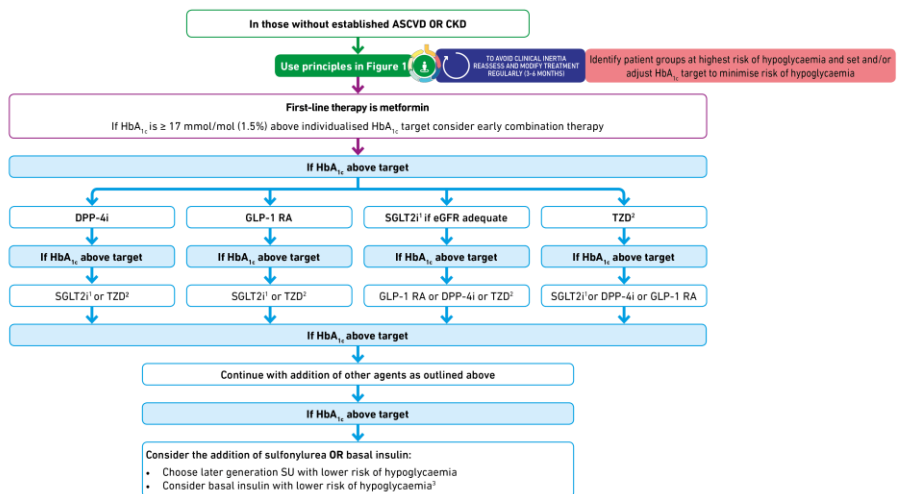 In those without established ASCVD OR CKD
Use principles in Figure 1
TO AVOID CLINICAL INERTIA
REASSESS AND MODIFY TREATMENT
REGULARLY (3-6 MONTHS)
Identify patient groups at highest risk of hypoglycaemia and set and/or
adjust HbA1c target to minimise risk of hypoglycaemia
First-line therapy is metformin
If HbA1c is ≥ 17 mmol/mol (1.5%) above individualised HbA1c target consider early combination therapy
If HbA1c above target
DPP-4i
GLP-1 RA
SGLT2i¹ if eGFR adequate
TZD²
If HbA1c above target
If HbA1c above target
If HbA1c above target
If HbA1c above target
SGLT2i¹ or TZD²
SGLT2i¹ or TZD²
GLP-1 RA or DPP-4i or TZD²
SGLT2i¹or DPP-4i or GLP-1 RA
If HbA1c above target
Continue with addition of other agents as outlined above
If HbA1c above target
Consider the addition of sulfonylurea OR basal insulin:
• Choose later generation SU with lower risk of hypoglycaemia
• Consider basal insulin with lower risk of hypoglycaemia³